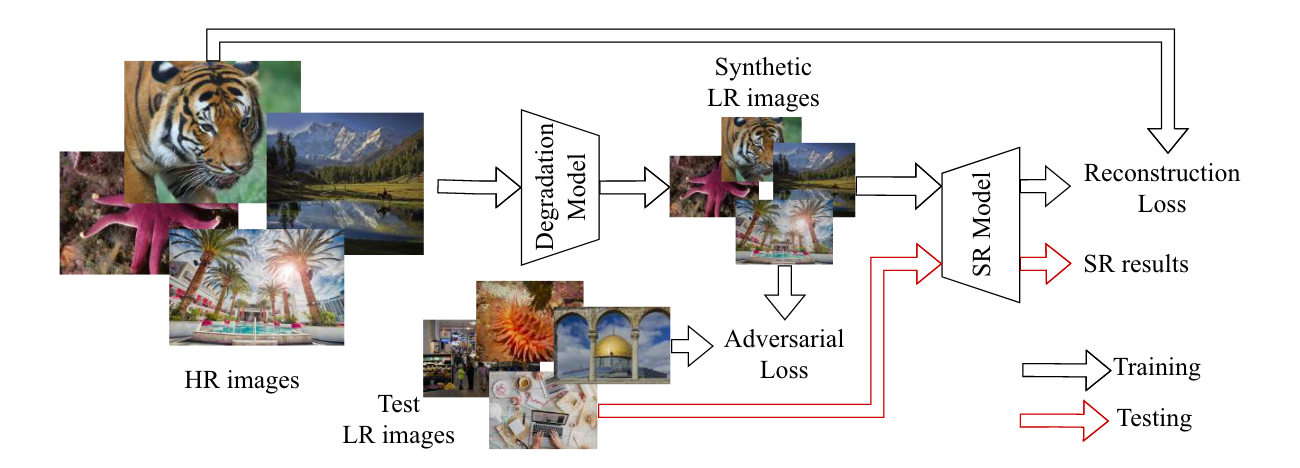 Synthetic
LR images
Degradation
Model
SR Model
Reconstruction
Loss
SR results
HR images
Adversarial
Loss
Test
LR images
Training
Testing